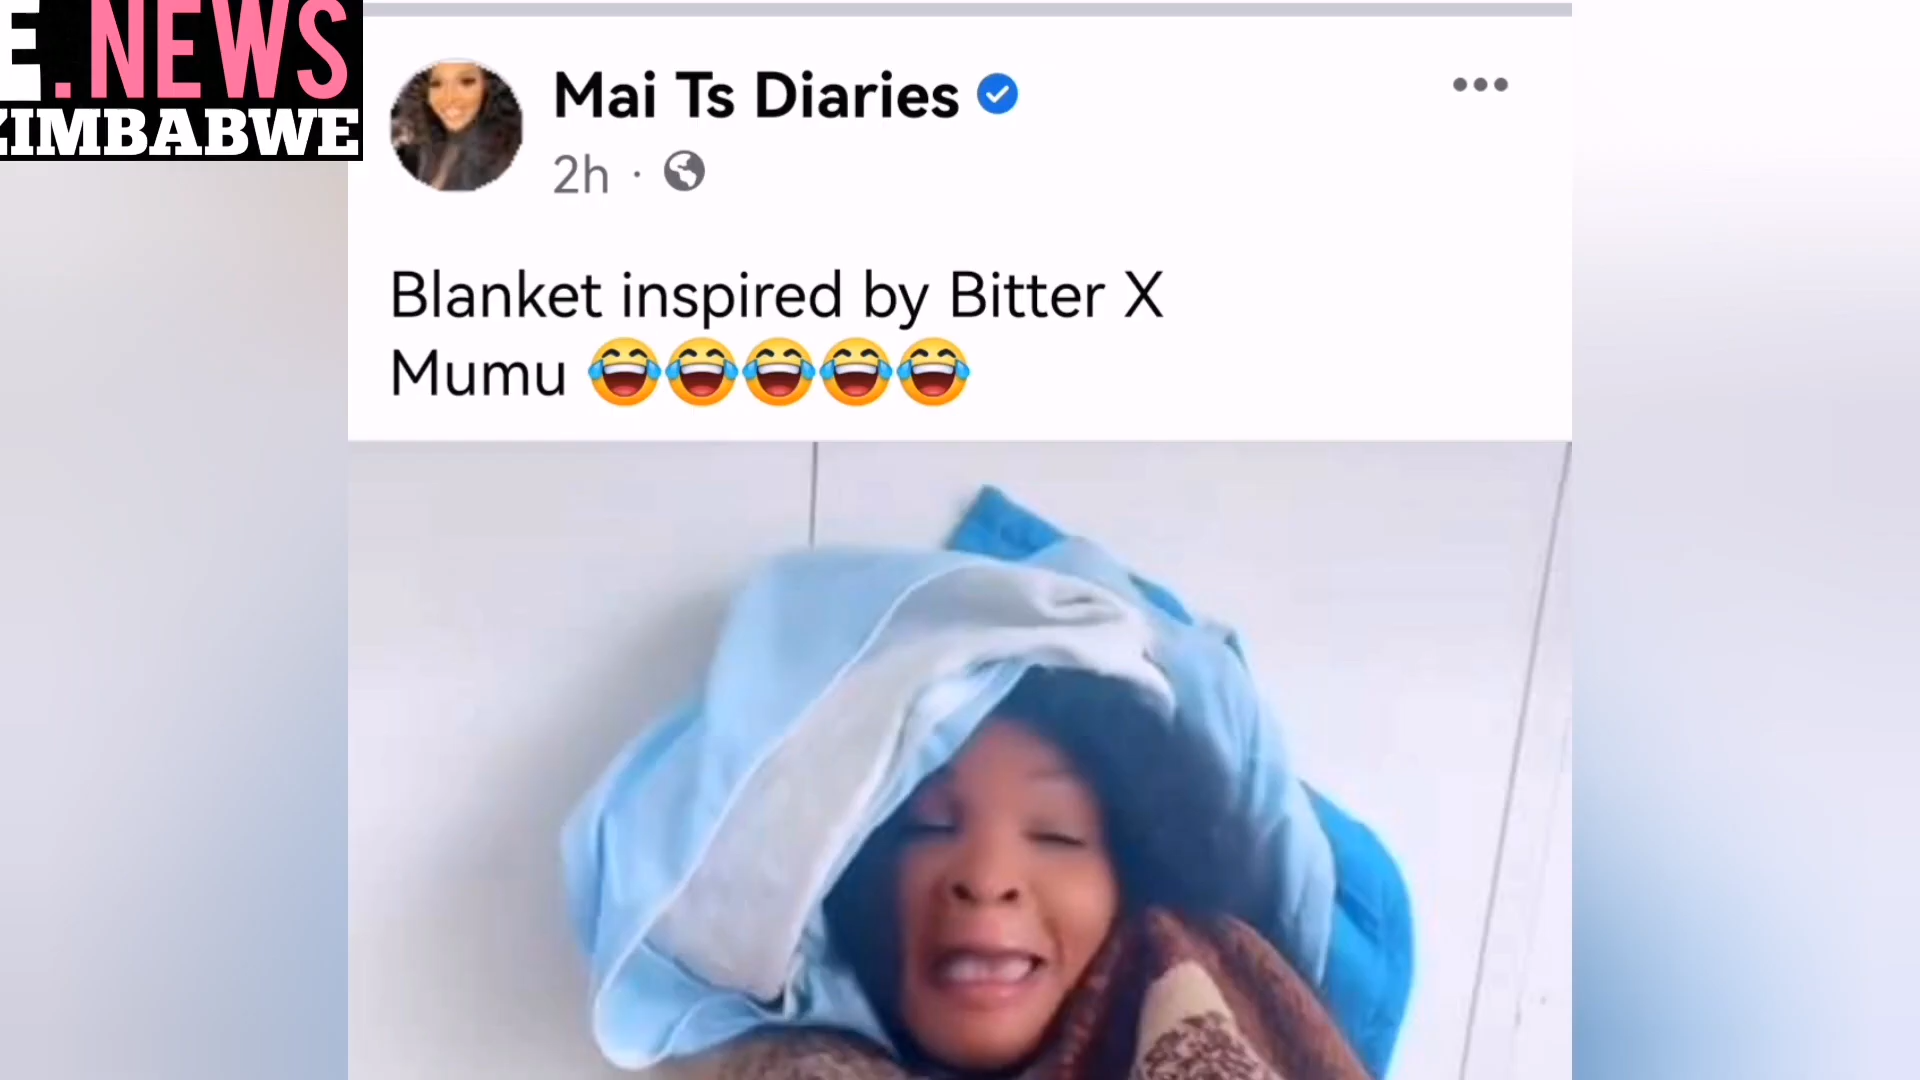 E.NEWS
ZIMBABWE
Mai Ts Diaries
2h ·
Blanket inspired by Bitter X
Mumu 😂😂😂😂😂